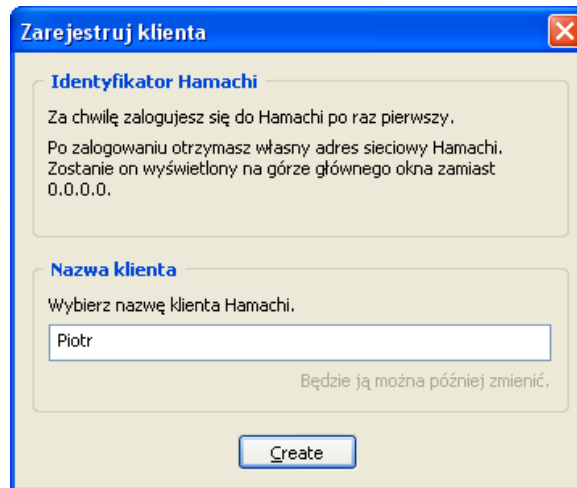 Zarejestruj klienta
Identyfikator Hamachi
Za chwilę zalogujesz się do Hamachi po raz pierwszy.
Po zalogowaniu otrzymasz własny adres sieciowy Hamachi.
Zostanie on wyświetlony na górze głównego okna zamiast
0.0.0.0.
Nazwa klienta
Wybierz nazwę klienta Hamachi.
Piotr
Będzie ją można później zmienić.
Create